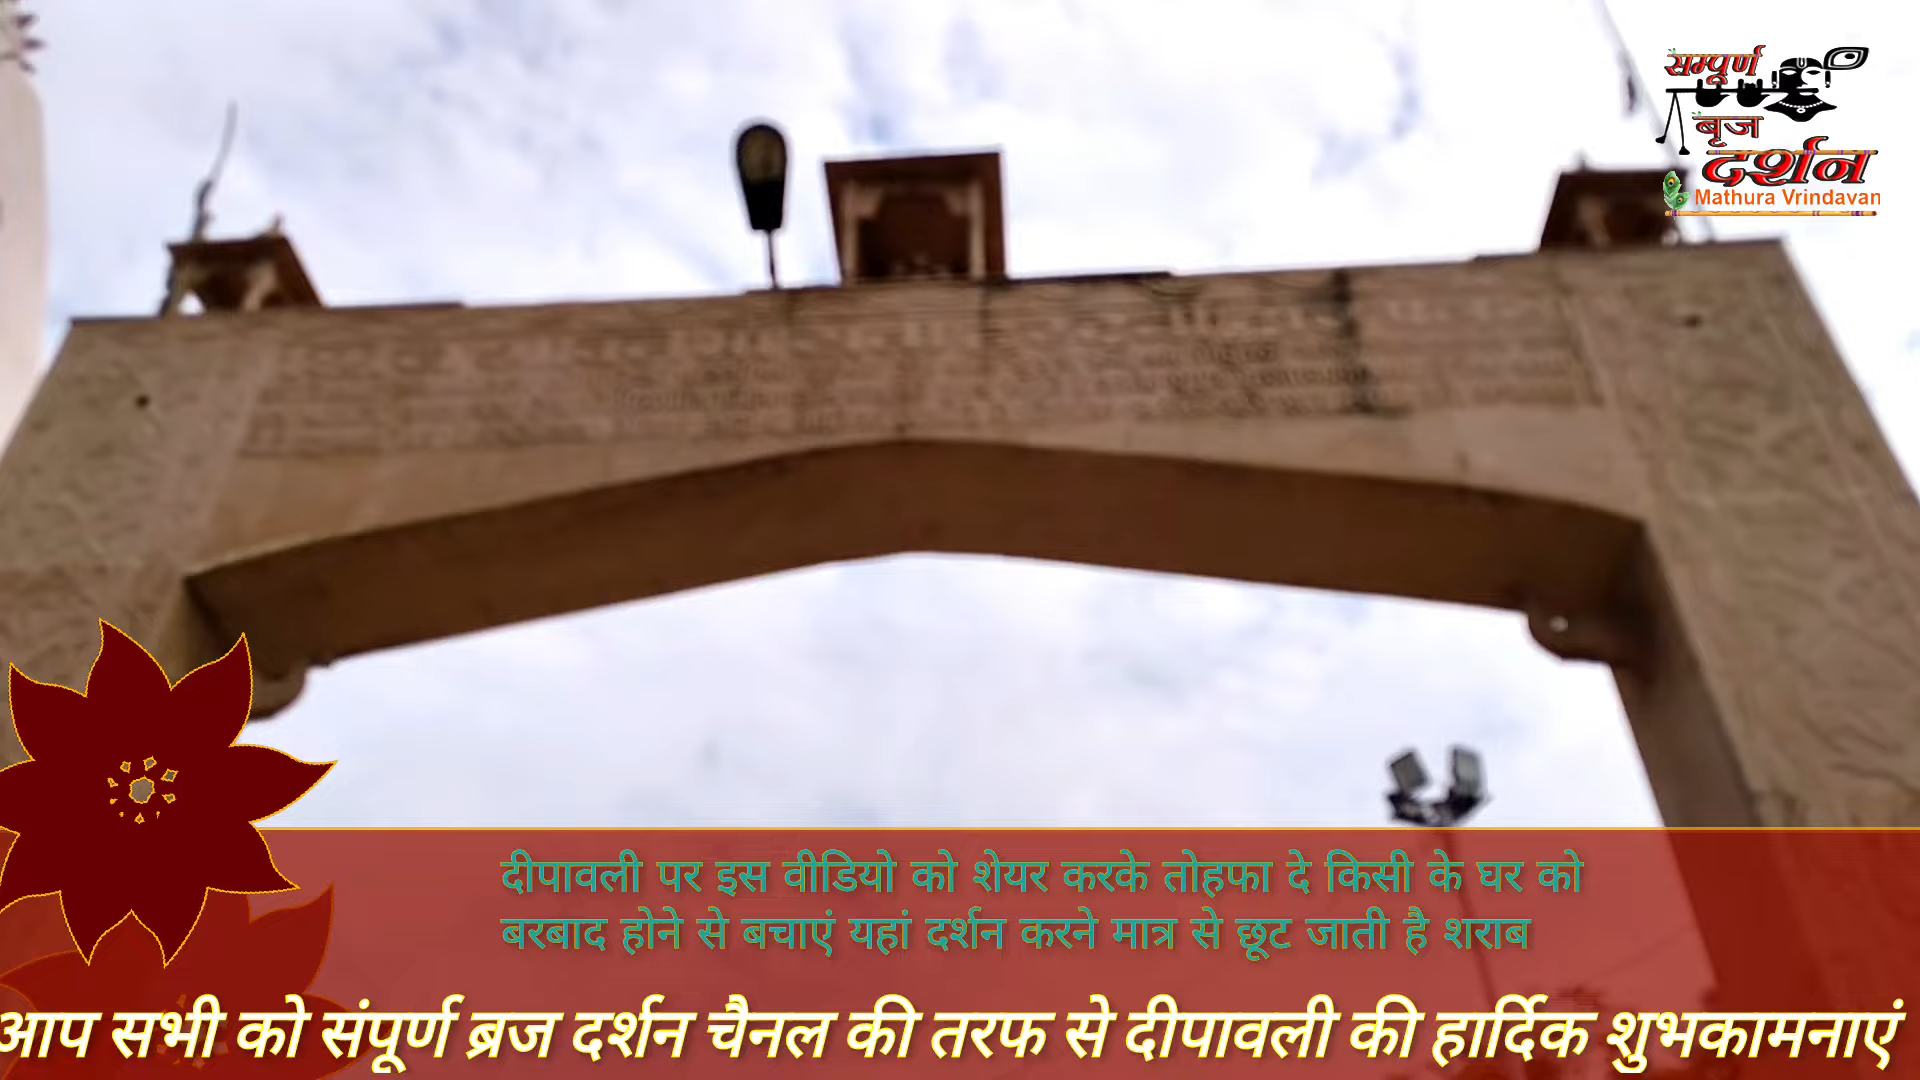 सम्पूर्ण
बृज
दर्शन
Mathura Vrindavan
दीपावली पर इस वीडियो को शेयर करके तोहफा दे किसी के घर को
बरबाद होने से बचाएं यहां दर्शन करने मात्र से छूट जाती है शराब
आप सभी को संपूर्ण ब्रज दर्शन चैनल की तरफ से दीपावली की हार्दिक शुभकामनाएं